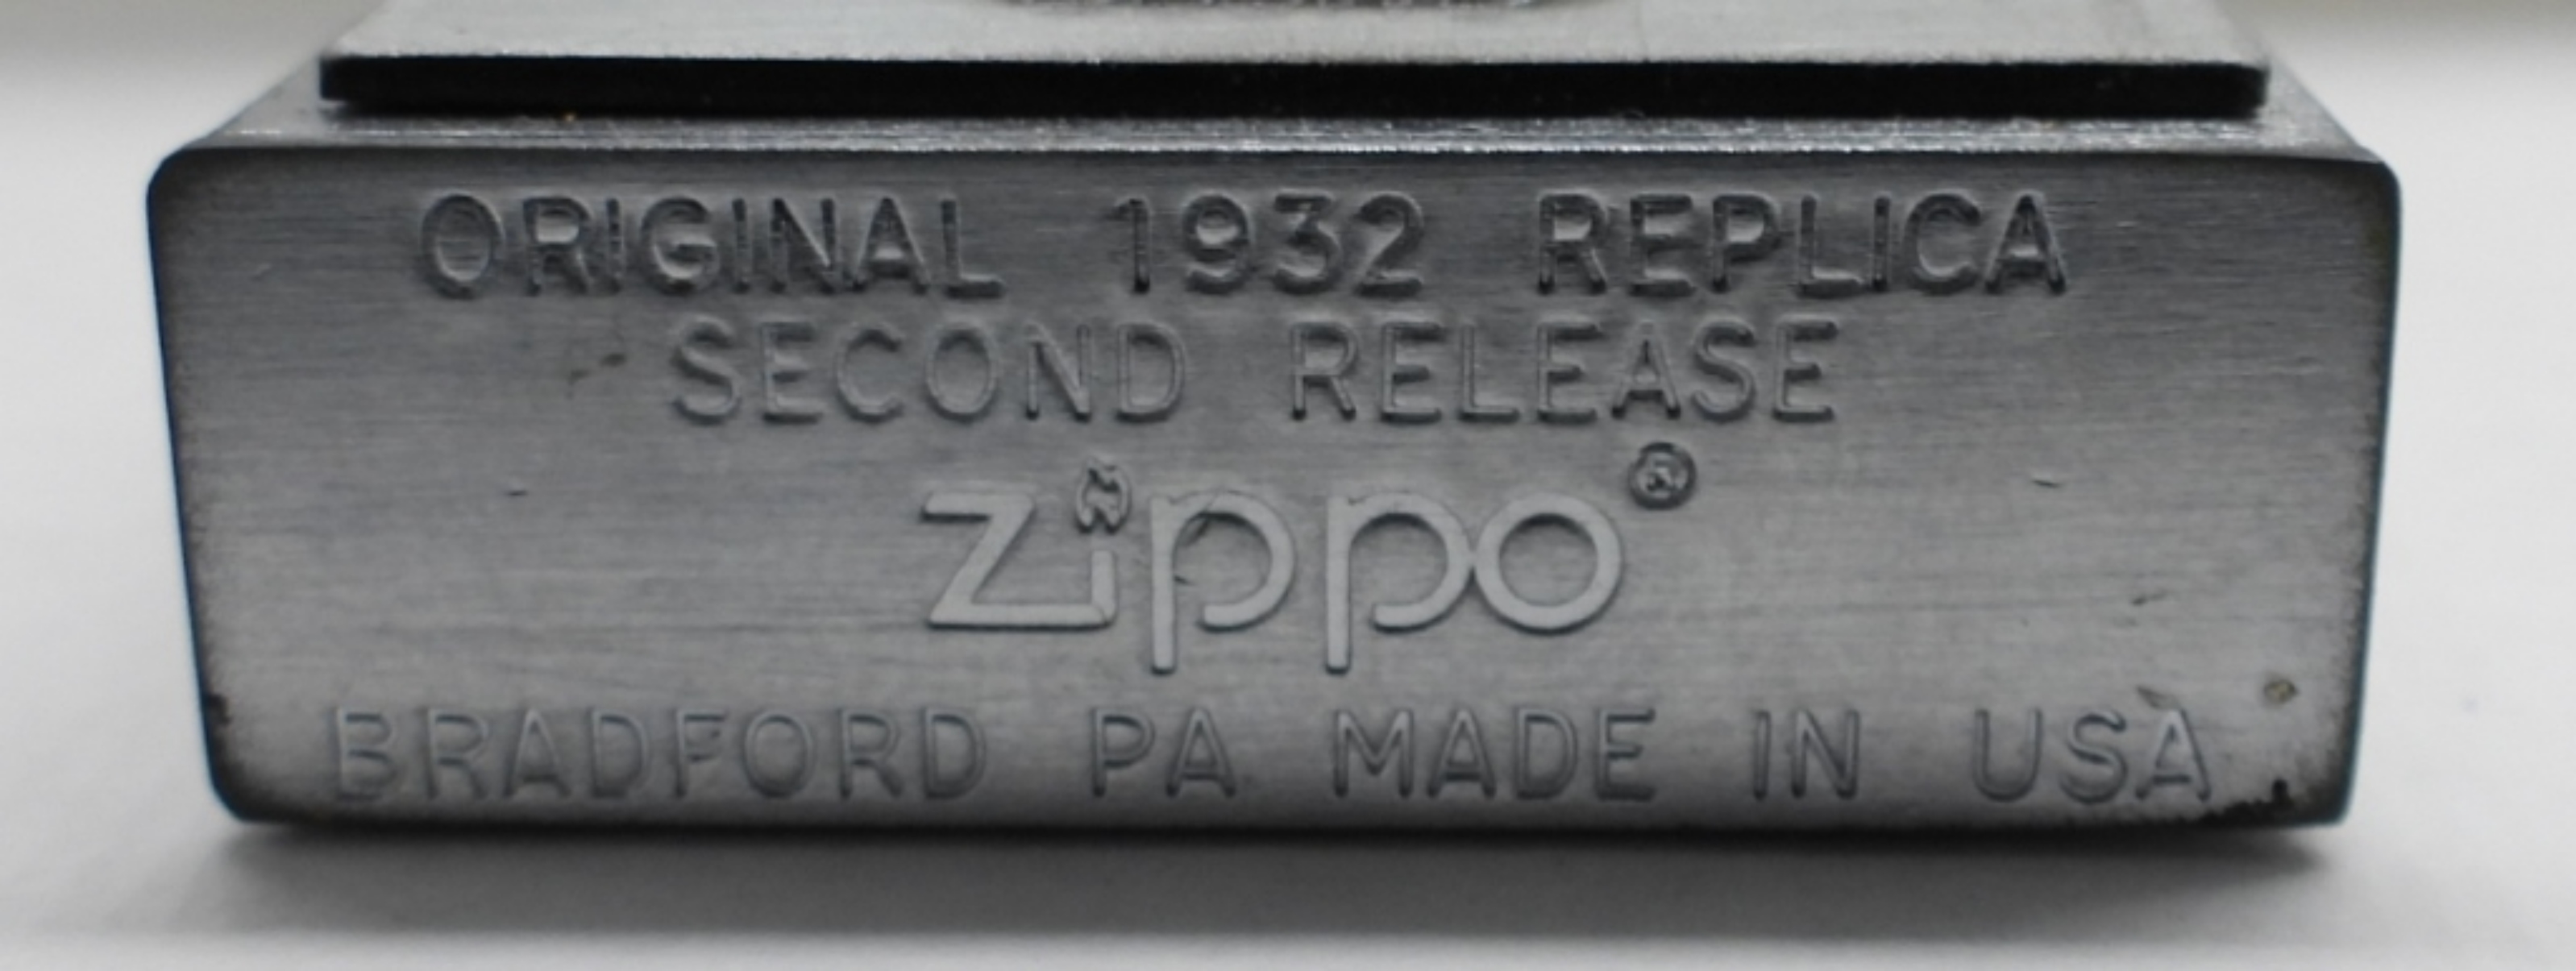 ORIGINAL 1932 REPLICA
SECOND RELEASE
Zippo®
BRADFORD PA MADE IN USA